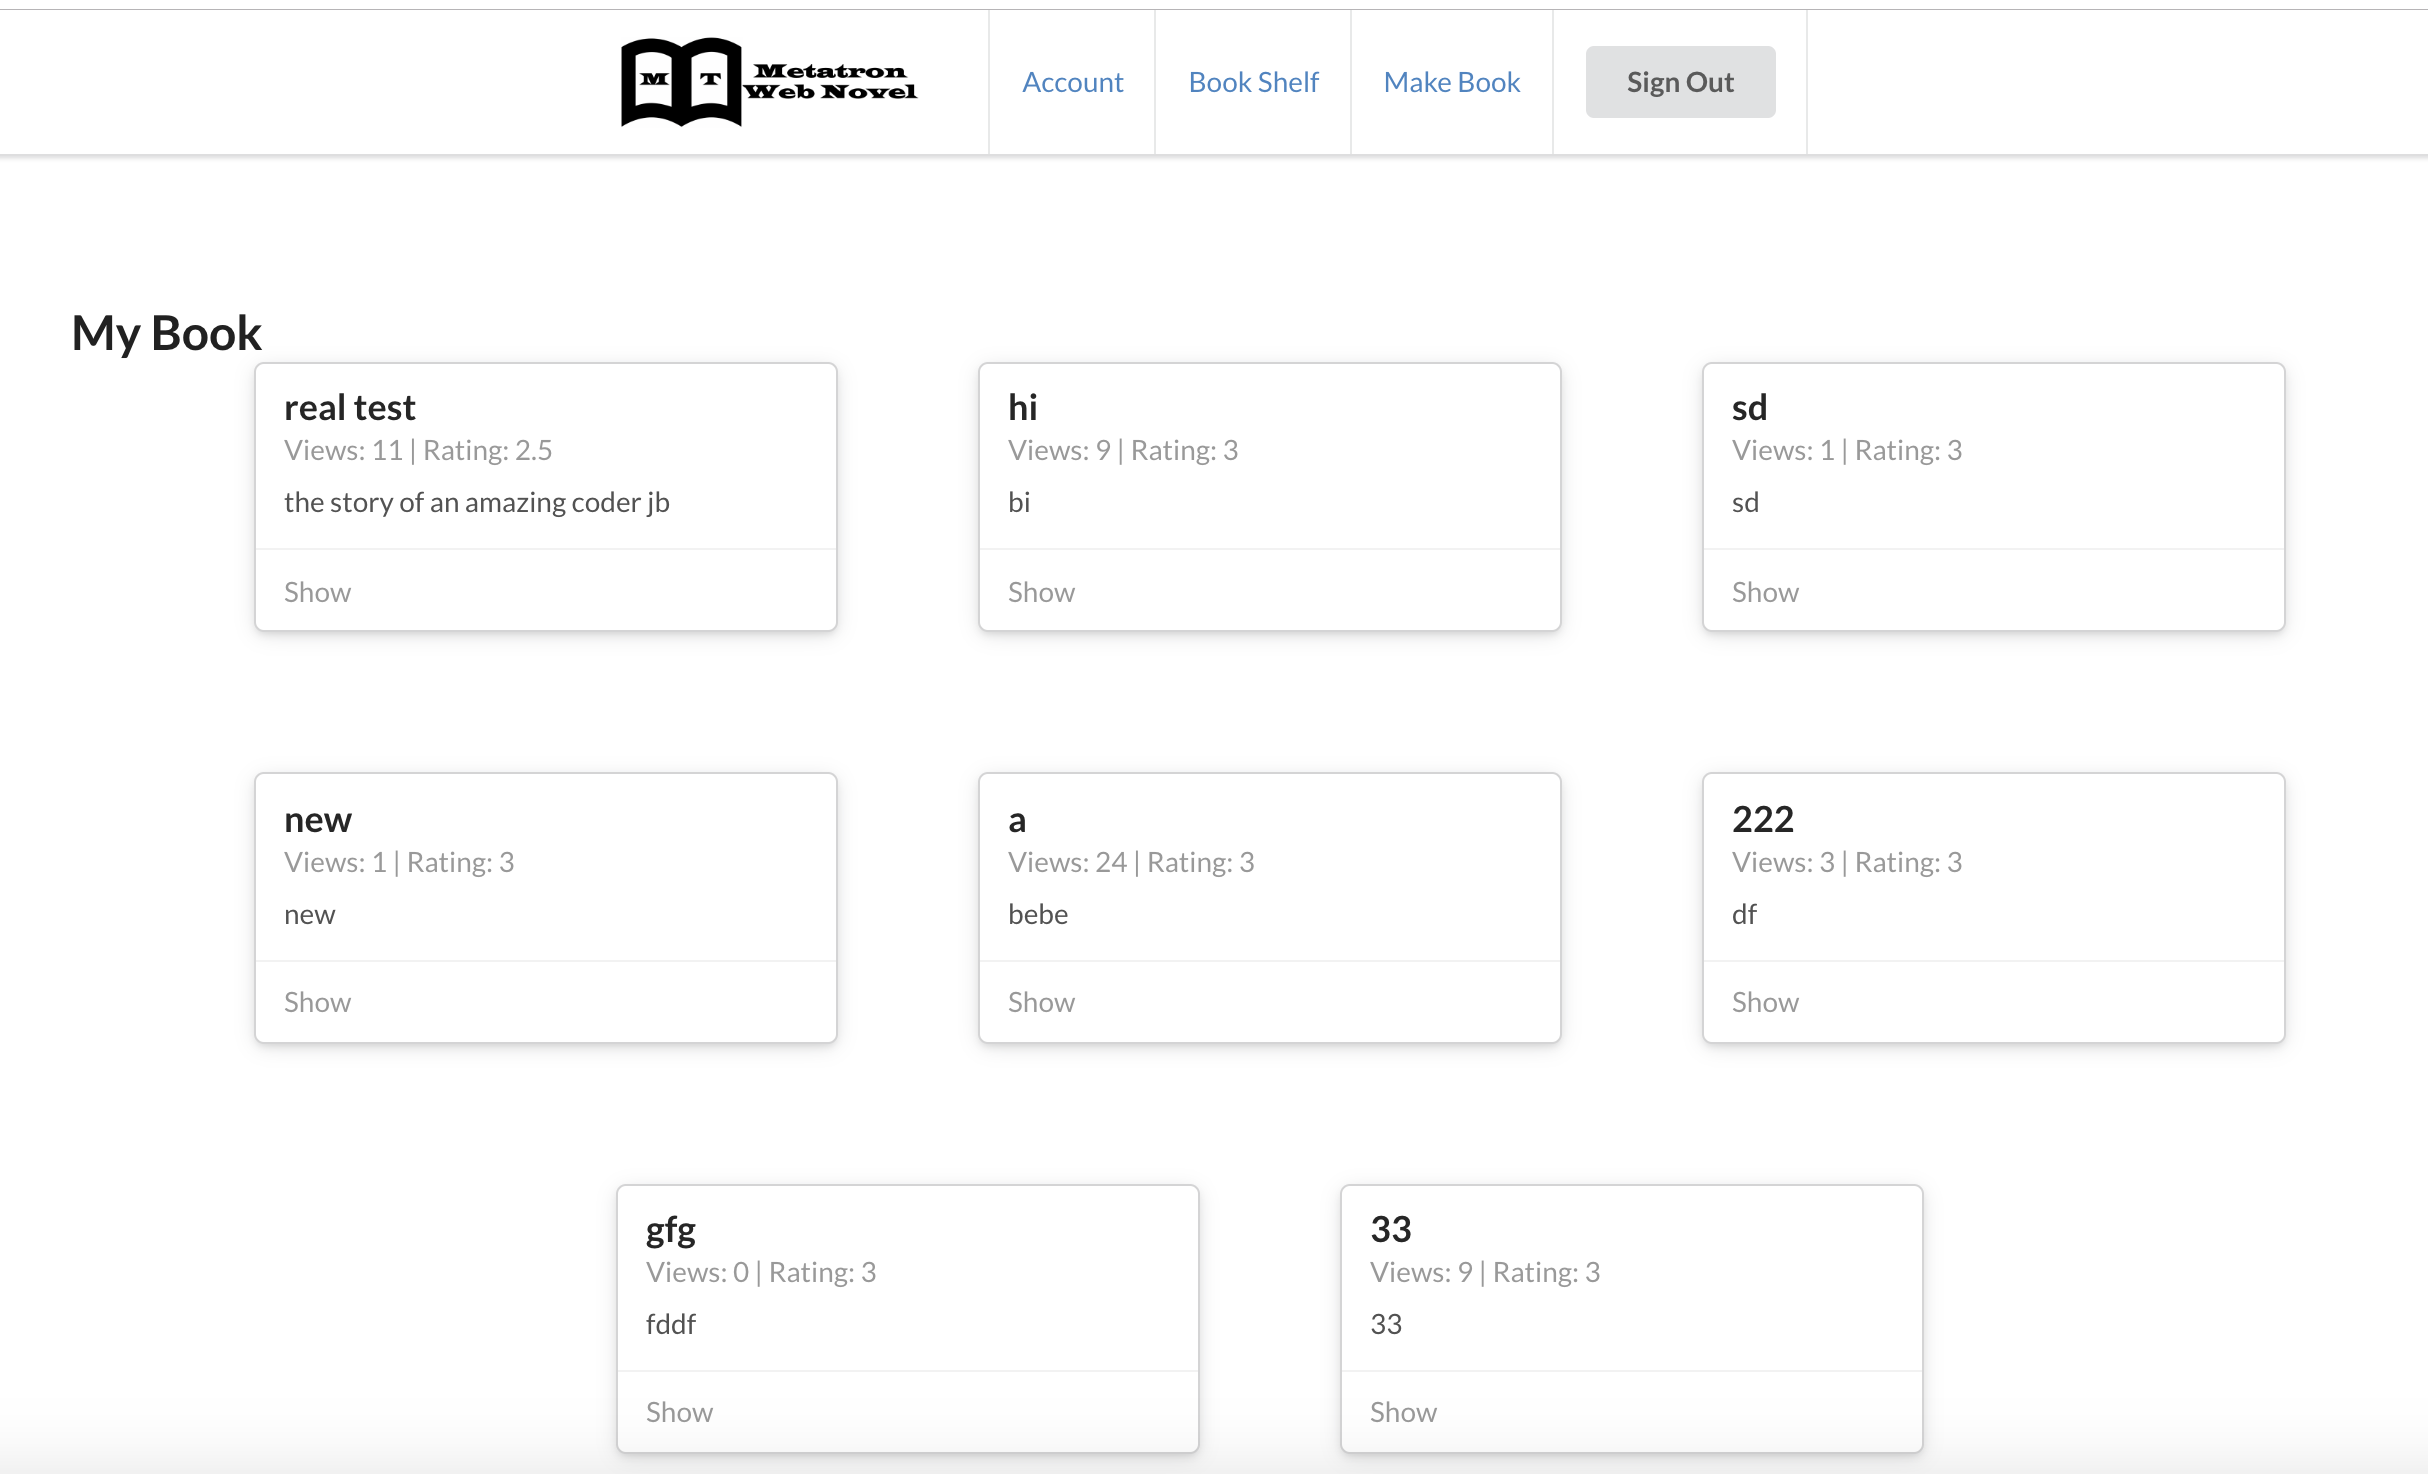 M T Metatron
Web Novel
Account
Book Shelf
Make Book
Sign Out
My Book
real test
Views: 11 | Rating: 2.5
the story of an amazing coder jb
Show
hi
Views: 9 | Rating: 3
bi
Show
sd
Views: 1 | Rating: 3
sd
Show
new
Views: 1 | Rating: 3
new
Show
a
Views: 24 | Rating: 3
bebe
Show
222
Views: 3 | Rating: 3
df
Show
gfg
Views: 0 | Rating: 3
fddf
Show
33
Views: 9 | Rating: 3
33
Show